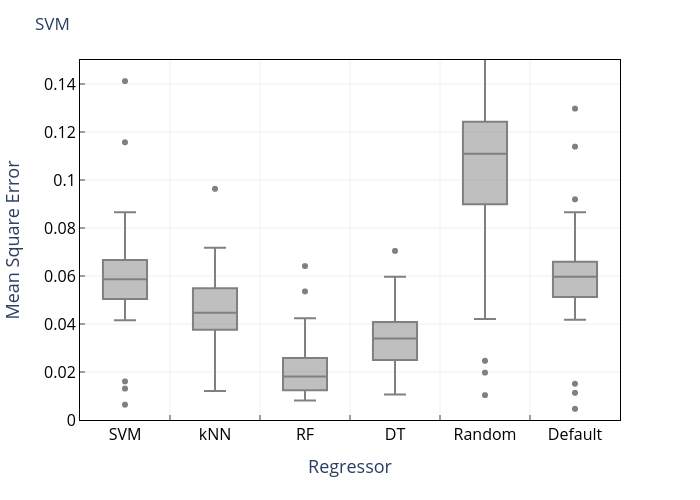 SVM
Mean Square Error
0.14
0.12
0.1
0.08
0.06
0.04
0.02
0
SVM kNN RF DT Random Default
Regressor